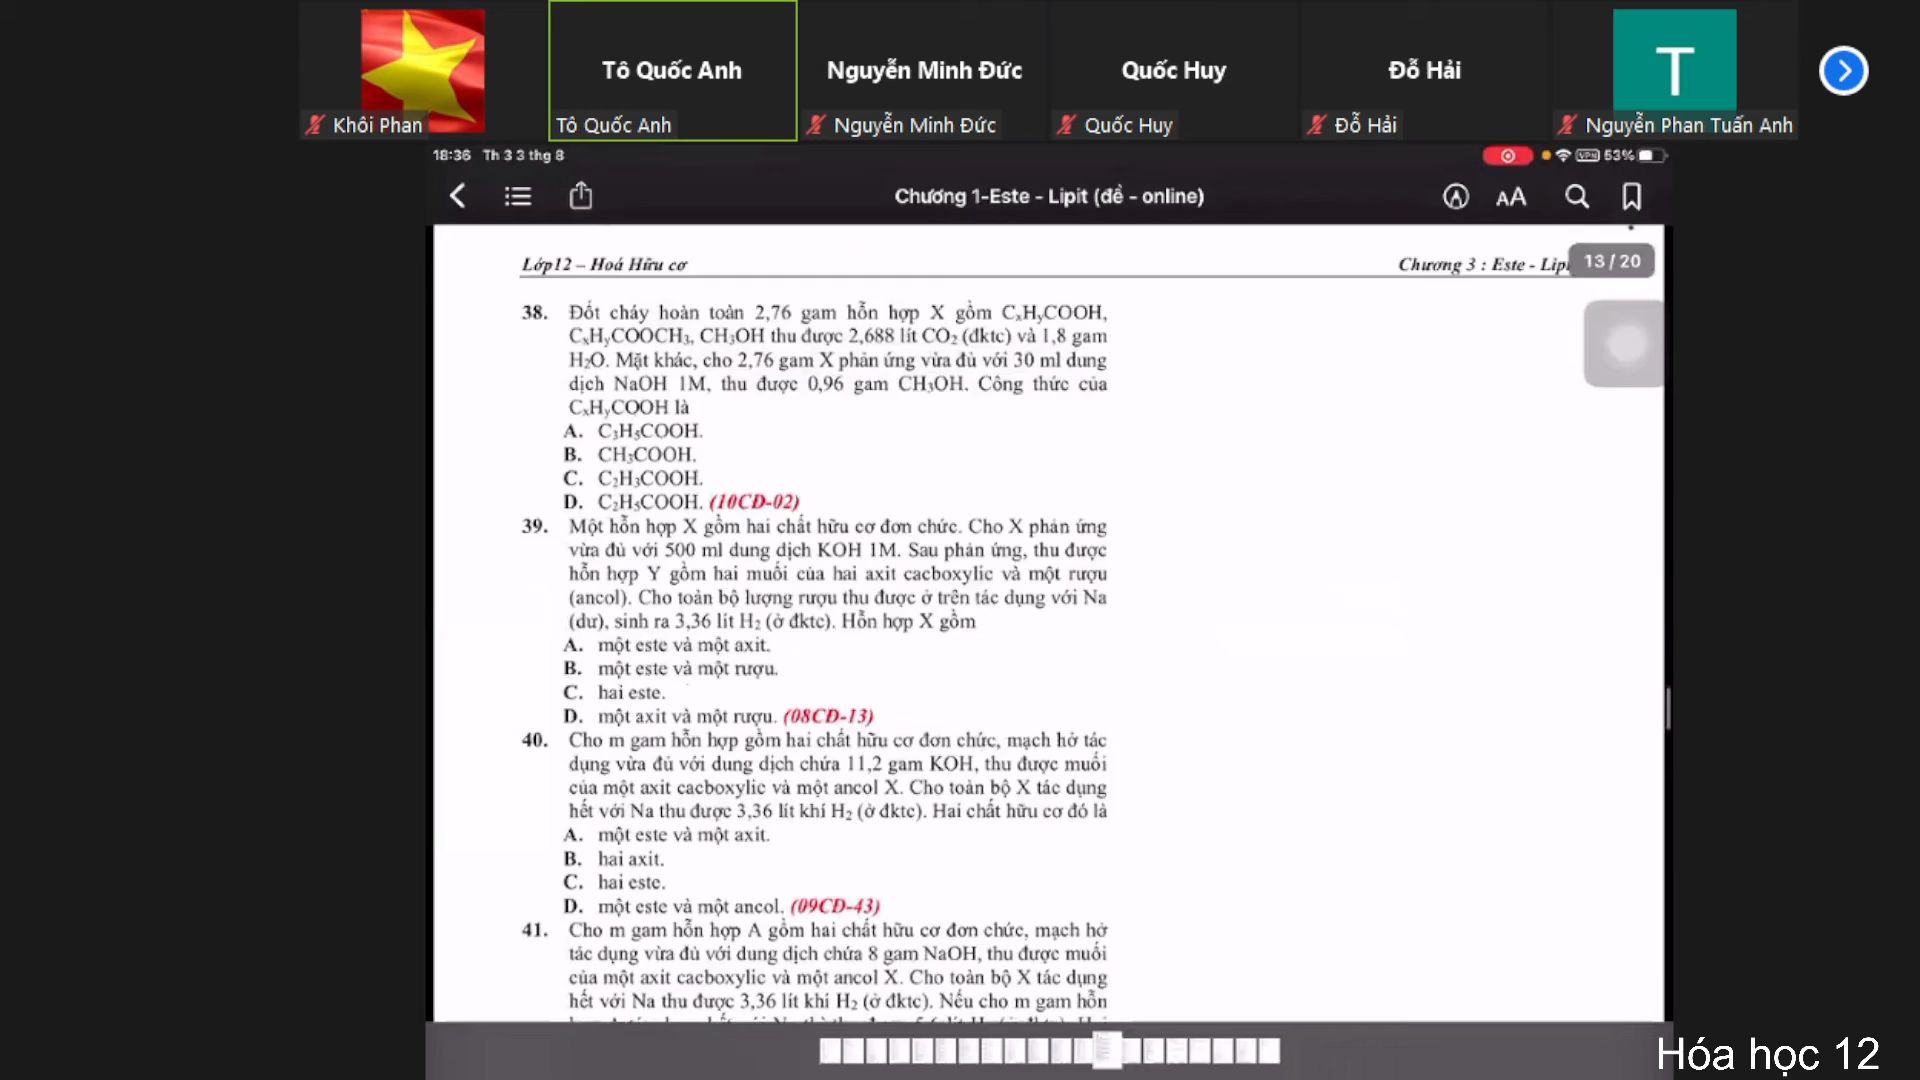 Tô Quốc Anh
Nguyễn Minh Đức
Quốc Huy
Đỗ Hải
T
Khôi Phan
Tô Quốc Anh
Nguyễn Minh Đức
Quốc Huy
Đỗ Hải
Nguyễn Phan Tuấn Anh
18:36 Th 3 3 thg 8
VPN 53%
Chương 1-Este - Lipit (đề - online)
AA
Lớp12 – Hoá Hữu cơ
Chương 3 : Este - Lipi
13 / 20
38. Đốt cháy hoàn toàn 2,76 gam hỗn hợp X gồm CₓHᵧCOOH,
CₓHᵧCOOCH₃, CH₃OH thu được 2,688 lít CO₂ (đktc) và 1,8 gam
H₂O. Mặt khác, cho 2,76 gam X phản ứng vừa đủ với 30 ml dung
dịch NaOH 1M, thu được 0,96 gam CH₃OH. Công thức của
CₓHᵧCOOH là
A. C₃H₅COOH.
B. CH₃COOH.
C. C₂H₃COOH.
D. C₂H₅COOH. (10CĐ-02)
39. Một hỗn hợp X gồm hai chất hữu cơ đơn chức. Cho X phản ứng
vừa đủ với 500 ml dung dịch KOH 1M. Sau phản ứng, thu được
hỗn hợp Y gồm hai muối của hai axit cacboxylic và một rượu
(ancol). Cho toàn bộ lượng rượu thu được ở trên tác dụng với Na
(dư), sinh ra 3,36 lít H₂ (ở đktc). Hỗn hợp X gồm
A. một este và một axit.
B. một este và một rượu.
C. hai este.
D. một axit và một rượu. (08CĐ-13)
40. Cho m gam hỗn hợp gồm hai chất hữu cơ đơn chức, mạch hở tác
dụng vừa đủ với dung dịch chứa 11,2 gam KOH, thu được muối
của một axit cacboxylic và một ancol X. Cho toàn bộ X tác dụng
hết với Na thu được 3,36 lít khí H₂ (ở đktc). Hai chất hữu cơ đó là
A. một este và một axit.
B. hai axit.
C. hai este.
D. một este và một ancol. (09CĐ-43)
41. Cho m gam hỗn hợp A gồm hai chất hữu cơ đơn chức, mạch hở
tác dụng vừa đủ với dung dịch chứa 8 gam NaOH, thu được muối
của một axit cacboxylic và một ancol X. Cho toàn bộ X tác dụng
hết với Na thu được 3,36 lít khí H₂ (ở đktc). Nếu cho m gam hỗn
Hóa học 12